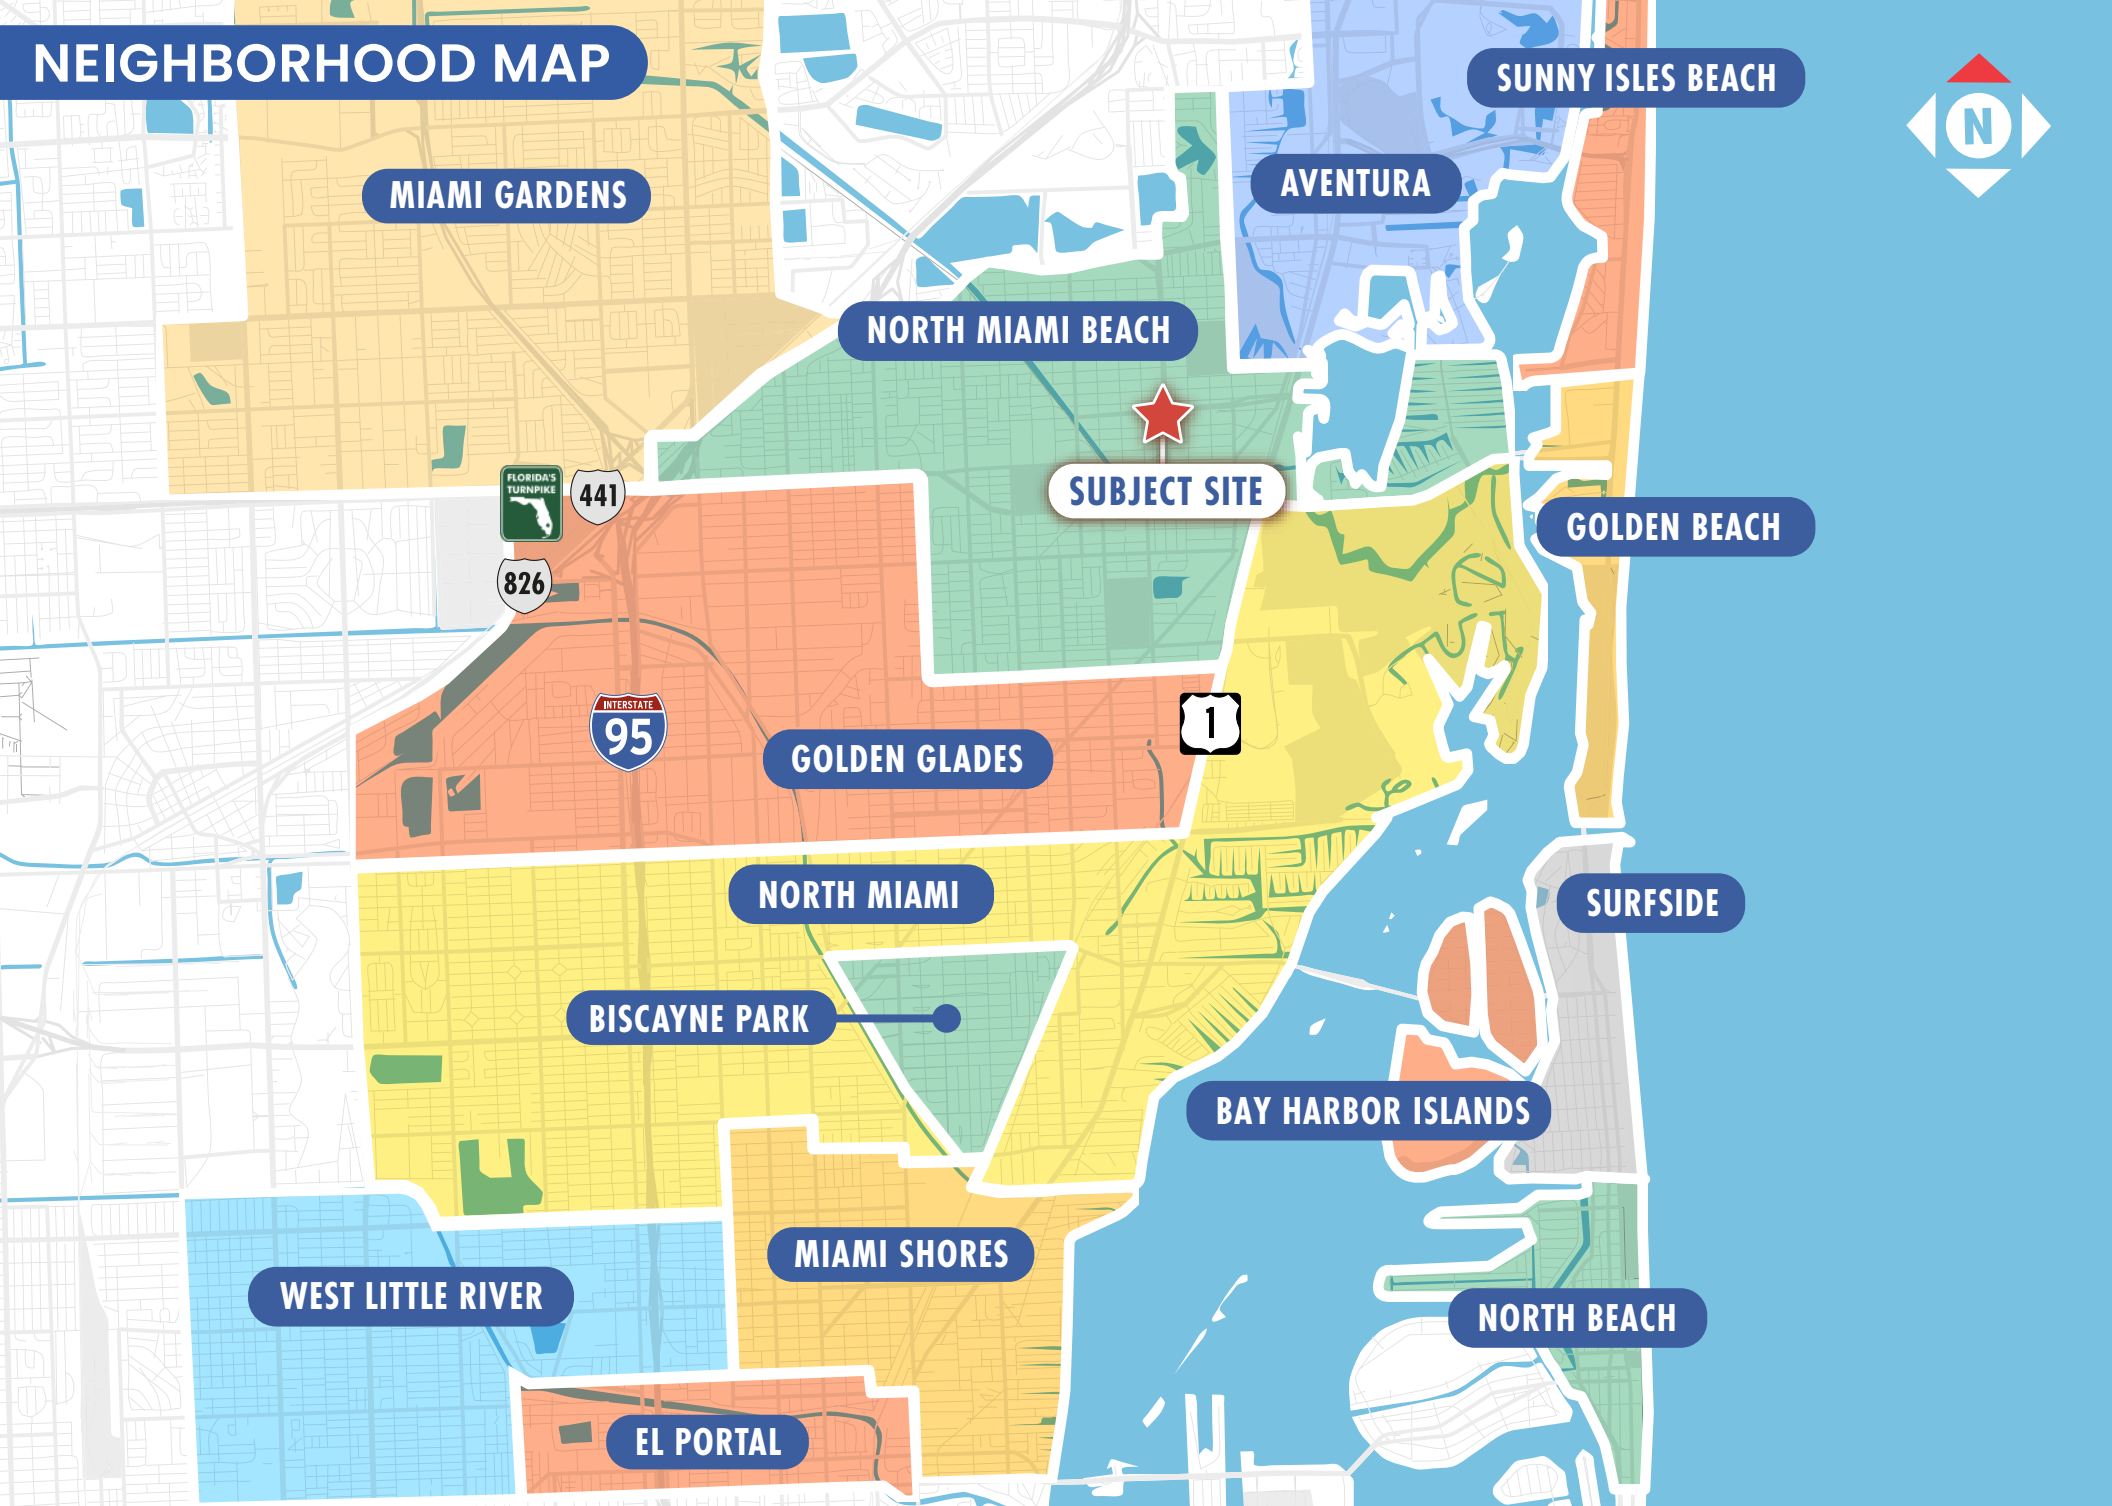 NEIGHBORHOOD MAP
SUNNY ISLES BEACH
N
AVENTURA
MIAMI GARDENS
NORTH MIAMI BEACH
SUBJECT SITE
FLORIDA'S
TURNPIKE
441
GOLDEN BEACH
826
INTERSTATE
95
1
GOLDEN GLADES
NORTH MIAMI
SURFSIDE
BISCAYNE PARK
BAY HARBOR ISLANDS
MIAMI SHORES
WEST LITTLE RIVER
NORTH BEACH
EL PORTAL